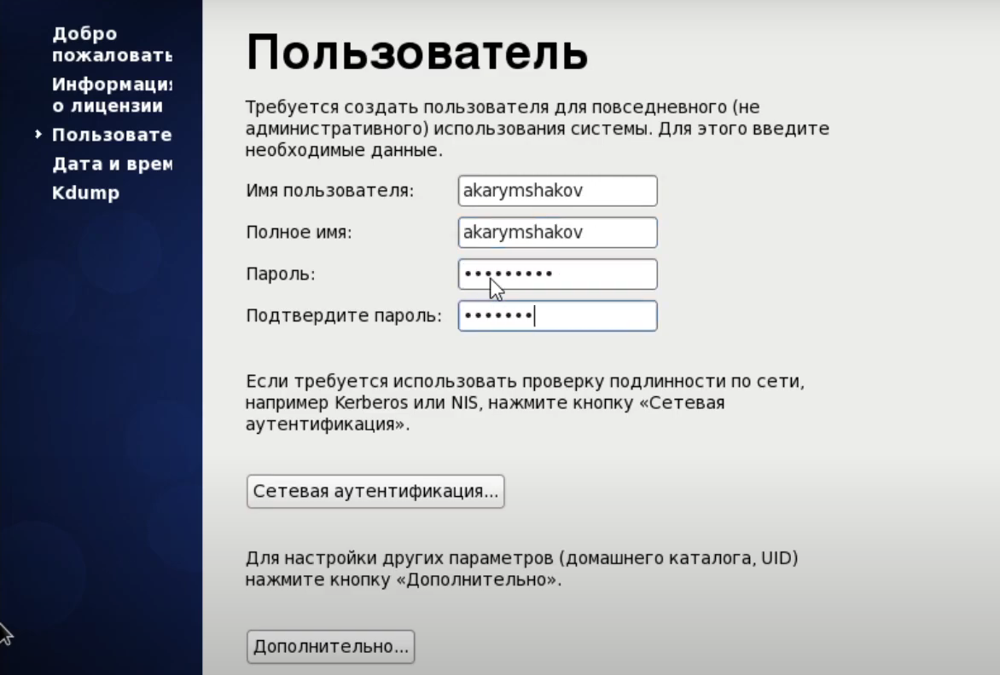 Добро
пожаловать
Информация
о лицензии
Пользовате
Дата и врем
Kdump
Пользователь
Требуется создать пользователя для повседневного (не
административного) использования системы. Для этого введите
необходимые данные.
Имя пользователя: akarymshakov
Полное имя: akarymshakov
Пароль: •••••••••
Подтвердите пароль: •••••••
Если требуется использовать проверку подлинности по сети,
например Kerberos или NIS, нажмите кнопку «Сетевая
аутентификация».
Сетевая аутентификация...
Для настройки других параметров (домашнего каталога, UID)
нажмите кнопку «Дополнительно».
Дополнительно...